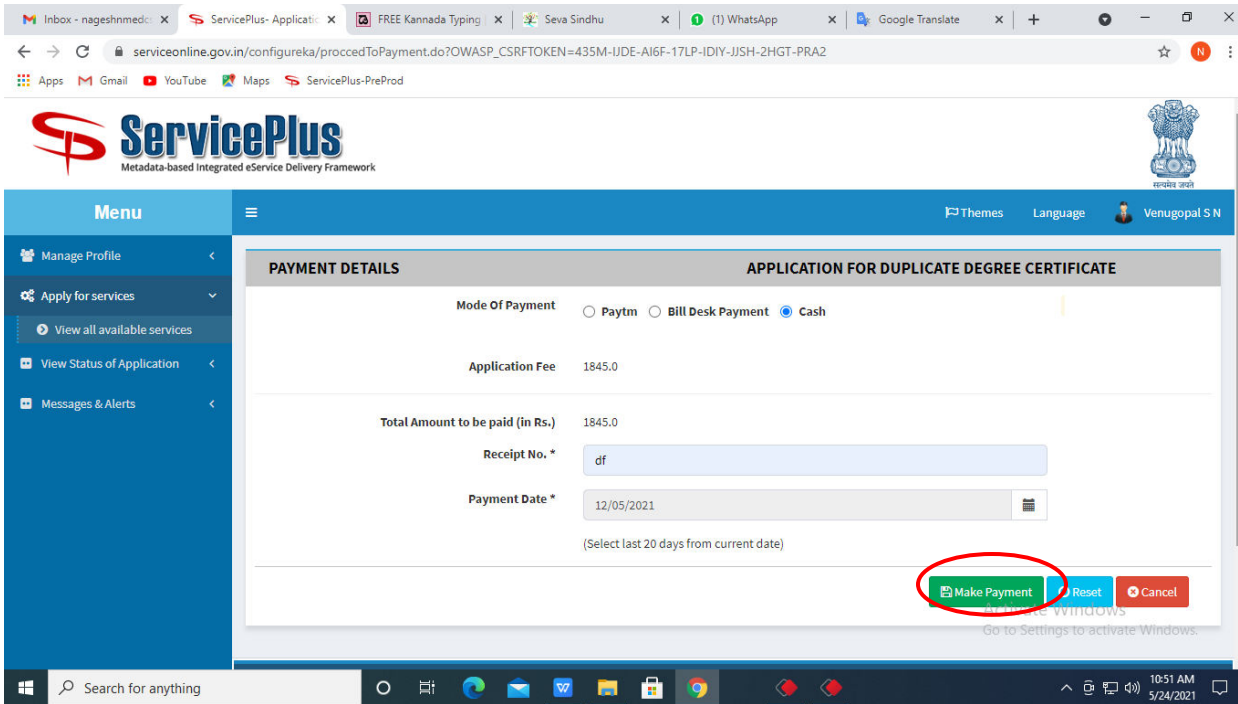 Inbox - nageshnmedc
ServicePlus- Applicatic
FREE Kannada Typing
Seva Sindhu
(1) WhatsApp
Google Translate
serviceonline.gov.in/configureka/proccedToPayment.do?OWASP_CSRFTOKEN=435M-IJDE-AI6F-17LP-IDIY-JJSH-2HGT-PRA2
N
Apps Gmail YouTube Maps ServicePlus-PreProd
ServicePlus
Metadata-based Integrated eService Delivery Framework
सत्यमेव जयते
Menu
Themes Language Venugopal S N
Manage Profile
Apply for services
View all available services
View Status of Application
Messages & Alerts
PAYMENT DETAILS APPLICATION FOR DUPLICATE DEGREE CERTIFICATE
Mode Of Payment Paytm Bill Desk Payment Cash
Application Fee 1845.0
Total Amount to be paid (in Rs.) 1845.0
Receipt No. * df
Payment Date * 12/05/2021
(Select last 20 days from current date)
Make Payment Reset Cancel
Activate Windows
Go to Settings to activate Windows.
Search for anything
10:51 AM
5/24/2021